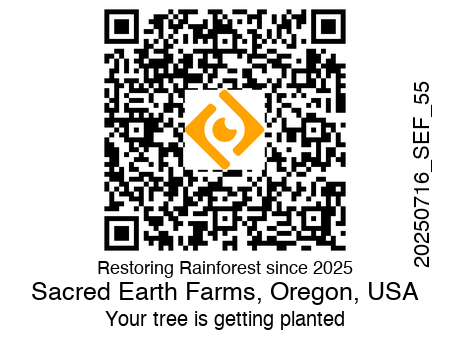 Restoring Rainforest since 2025
Sacred Earth Farms, Oregon, USA
Your tree is getting planted
20250716_SEF_55